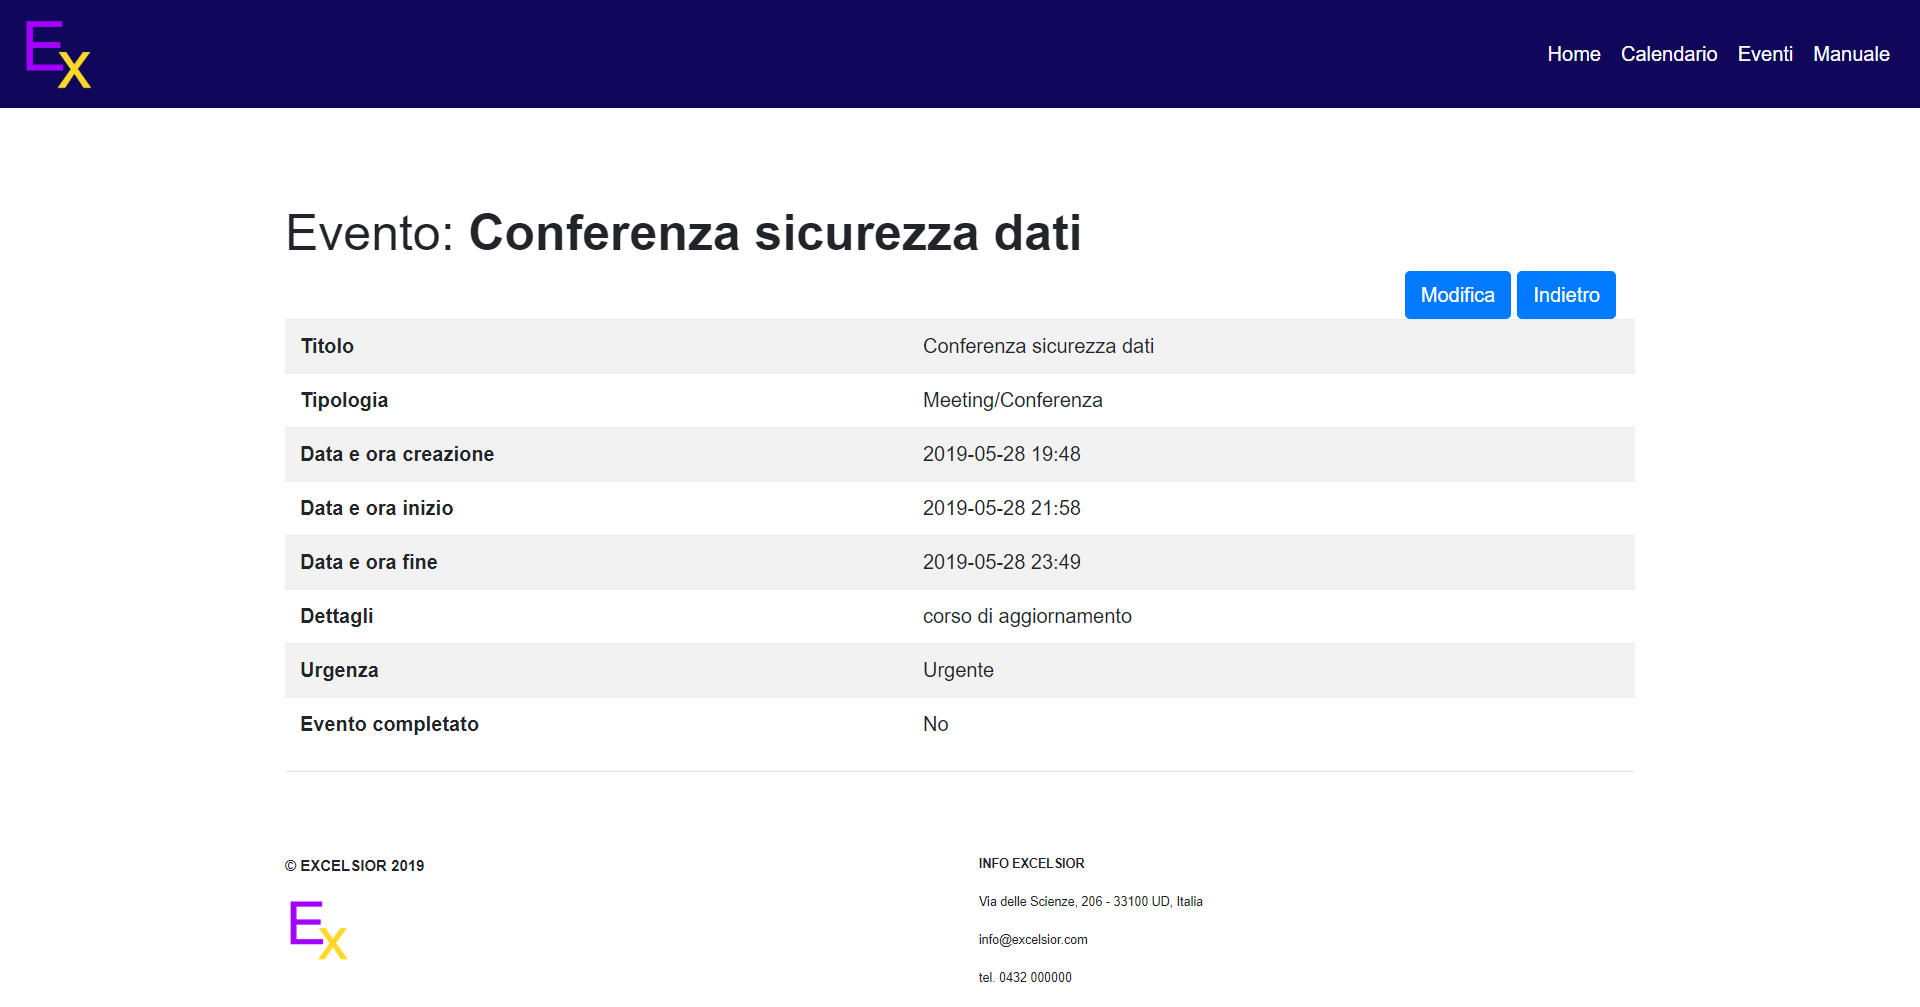 Ex
Home Calendario Eventi Manuale
Evento: Conferenza sicurezza dati
Modifica Indietro
Titolo Conferenza sicurezza dati
Tipologia Meeting/Conferenza
Data e ora creazione 2019-05-28 19:48
Data e ora inizio 2019-05-28 21:58
Data e ora fine 2019-05-28 23:49
Dettagli corso di aggiornamento
Urgenza Urgente
Evento completato No
© EXCELSIOR 2019
Ex
INFO EXCELSIOR
Via delle Scienze, 206 - 33100 UD, Italia
info@excelsior.com
tel. 0432 000000